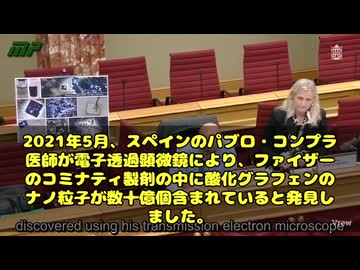 MP
2021年5月、スペインのパブロ・コンプラ
医師が電子透過顕微鏡により、ファイザー
のコミナティ製剤の中に酸化グラフェンの
ナノ粒子が数十億個含まれていると発見し
ました。
discovered using his transmission electron microscope
Vrew